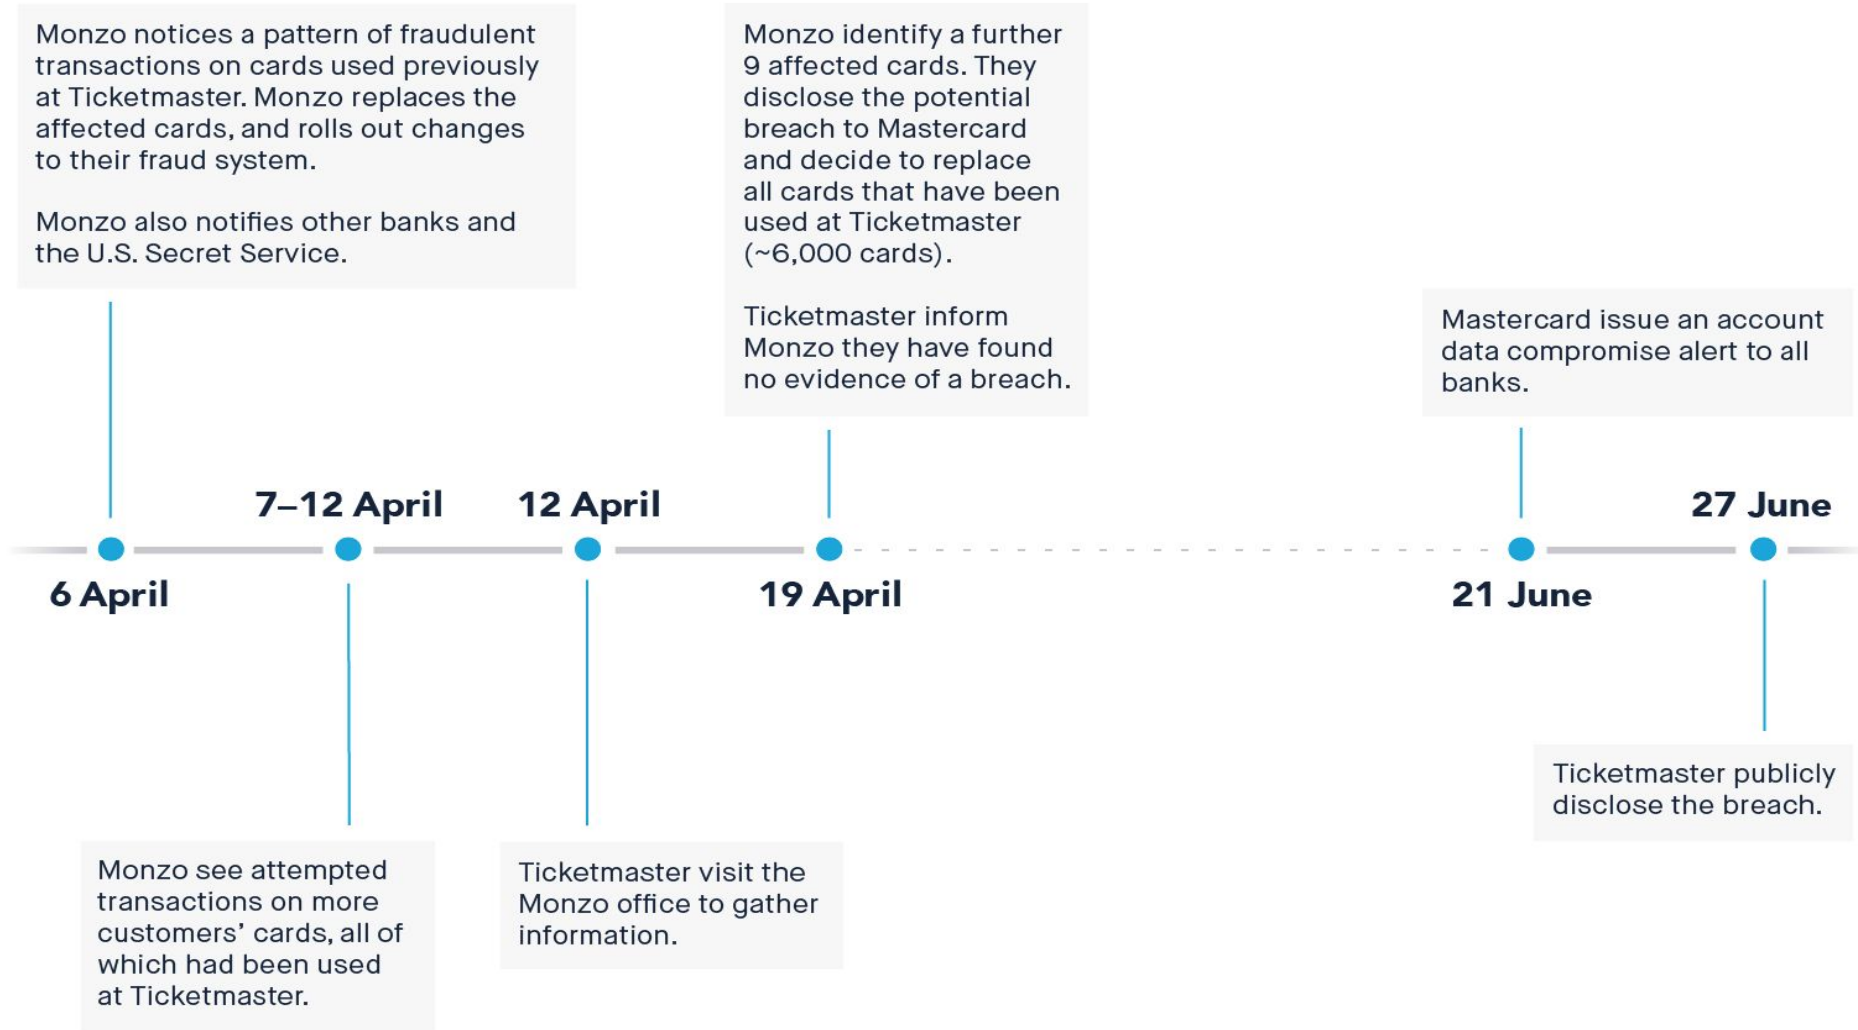 Monzo notices a pattern of fraudulent
transactions on cards used previously
at Ticketmaster. Monzo replaces the
affected cards, and rolls out changes
to their fraud system.
Monzo also notifies other banks and
the U.S. Secret Service.
6 April
7–12 April
Monzo see attempted
transactions on more
customers’ cards, all of
which had been used
at Ticketmaster.
12 April
Ticketmaster visit the
Monzo office to gather
information.
Monzo identify a further
9 affected cards. They
disclose the potential
breach to Mastercard
and decide to replace
all cards that have been
used at Ticketmaster
(~6,000 cards).
Ticketmaster inform
Monzo they have found
no evidence of a breach.
19 April
Mastercard issue an account
data compromise alert to all
banks.
21 June
27 June
Ticketmaster publicly
disclose the breach.